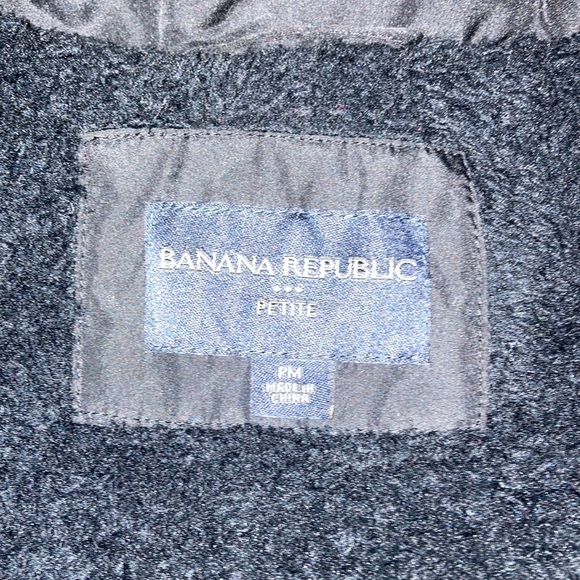 BANANA REPUBLIC
PETITE
PM
MADE IN
CHINA